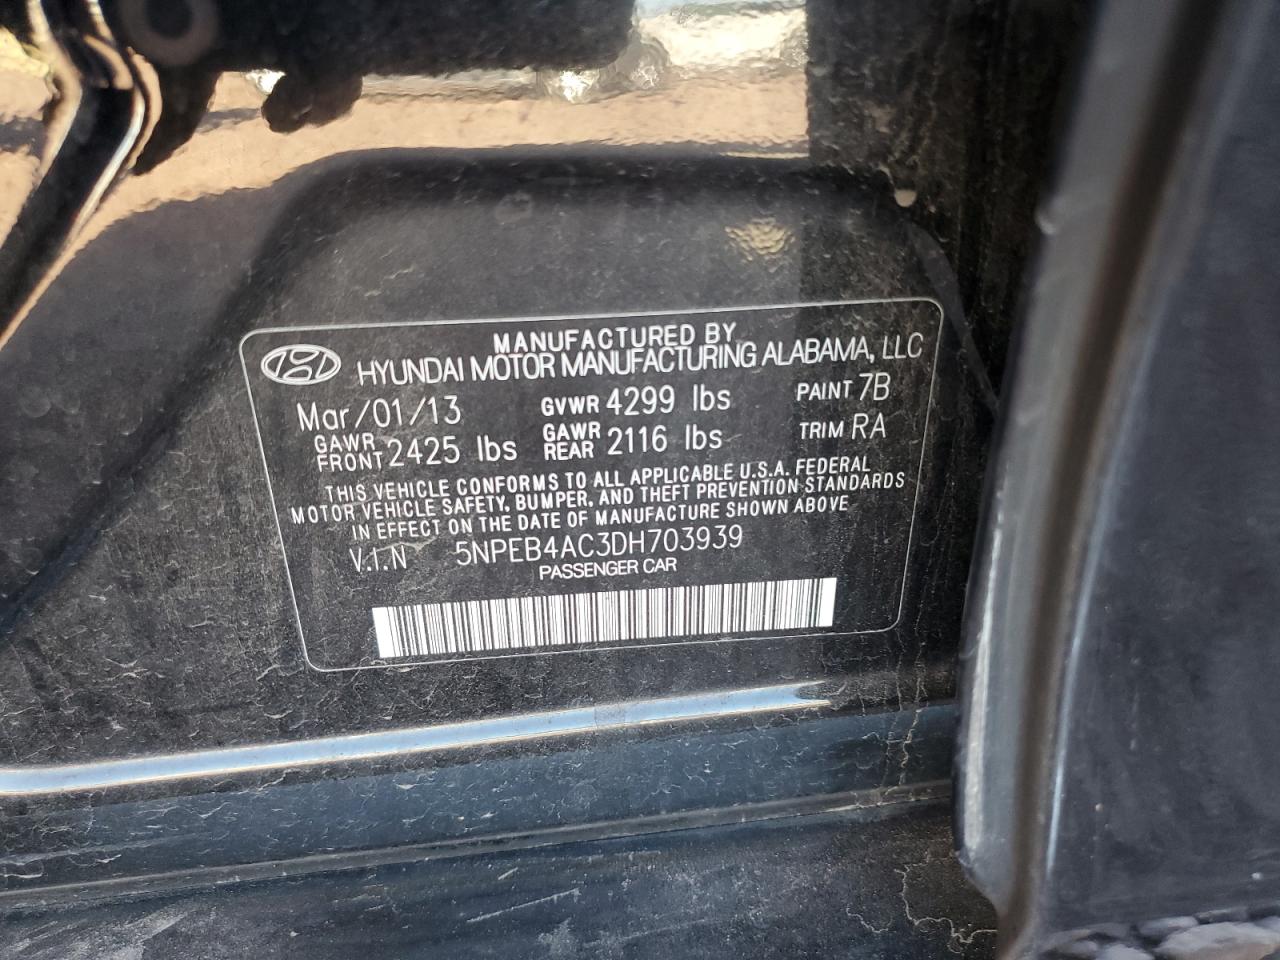 MANUFACTURED BY
HYUNDAI MOTOR MANUFACTURING ALABAMA, LLC
Mar/01/13 GVWR 4299 lbs PAINT 7B
GAWR FRONT 2425 lbs GAWR REAR 2116 lbs TRIM RA
THIS VEHICLE CONFORMS TO ALL APPLICABLE U.S.A. FEDERAL
MOTOR VEHICLE SAFETY, BUMPER, AND THEFT PREVENTION STANDARDS
IN EFFECT ON THE DATE OF MANUFACTURE SHOWN ABOVE
V.I.N 5NPEB4AC3DH703939
PASSENGER CAR